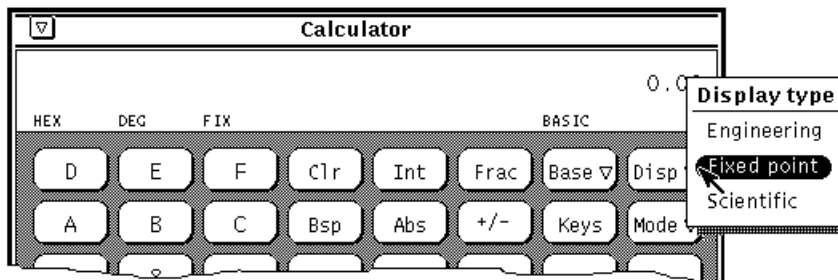 Calculator
0.0
HEX DEG FIX BASIC
D E F Clr Int Frac Base Disp
A B C Bsp Abs +/- Keys Mode
Display type
Engineering
Fixed point
Scientific